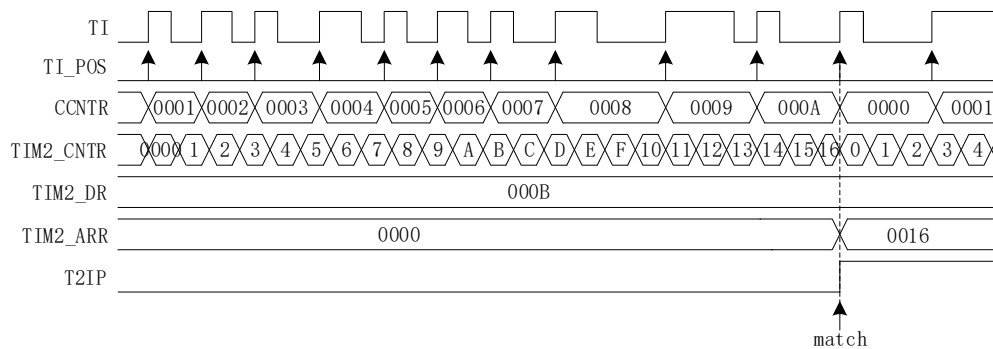 TI
TI_POS
CCNTR 0001 0002 0003 0004 0005 0006 0007 0008 0009 000A 0000 0001
TIM2_CNTR 0000 1 2 3 4 5 6 7 8 9 A B C D E F 10 11 12 13 14 15 16 0 1 2 3 4
TIM2_DR 000B
TIM2_ARR 0000 0016
T2IP
match